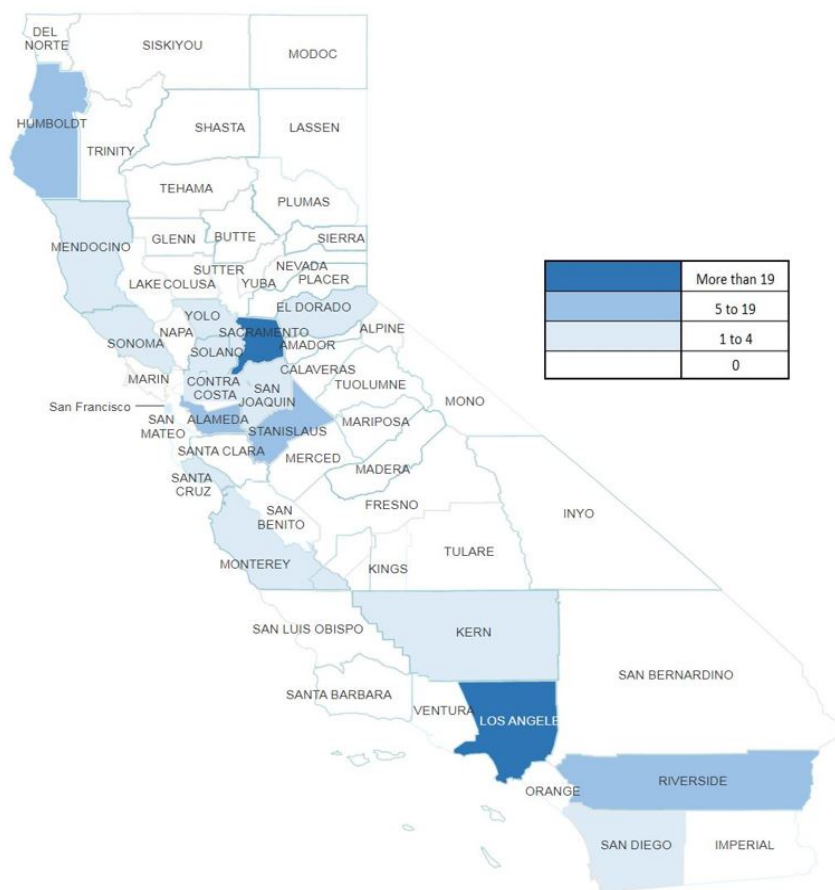 DEL
NORTE
SISKIYOU
MODOC
HUMBOLDT
TRINITY
SHASTA
LASSEN
TEHAMA
PLUMAS
MENDOCINO
GLENN
BUTTE
SIERRA
LAKE
COLUSA
SUTTER
YUBA
NEVADA
PLACER
EL DORADO
YOLO
NAPA
SONOMA
SACRAMENTO
ALPINE
AMADOR
SOLANO
MARIN
CONTRA
COSTA
SAN
JOAQUIN
CALAVERAS
TUOLUMNE
MONO
San Francisco
SAN
MATEO
ALAMEDA
STANISLAUS
MARIPOSA
SANTA CLARA
MERCED
MADERA
SANTA
CRUZ
SAN
BENITO
FRESNO
INYO
MONTEREY
KINGS
TULARE
SAN LUIS OBISPO
KERN
SAN BERNARDINO
SANTA BARBARA
VENTURA
LOS ANGELE
ORANGE
RIVERSIDE
SAN DIEGO
IMPERIAL
More than 19
5 to 19
1 to 4
0